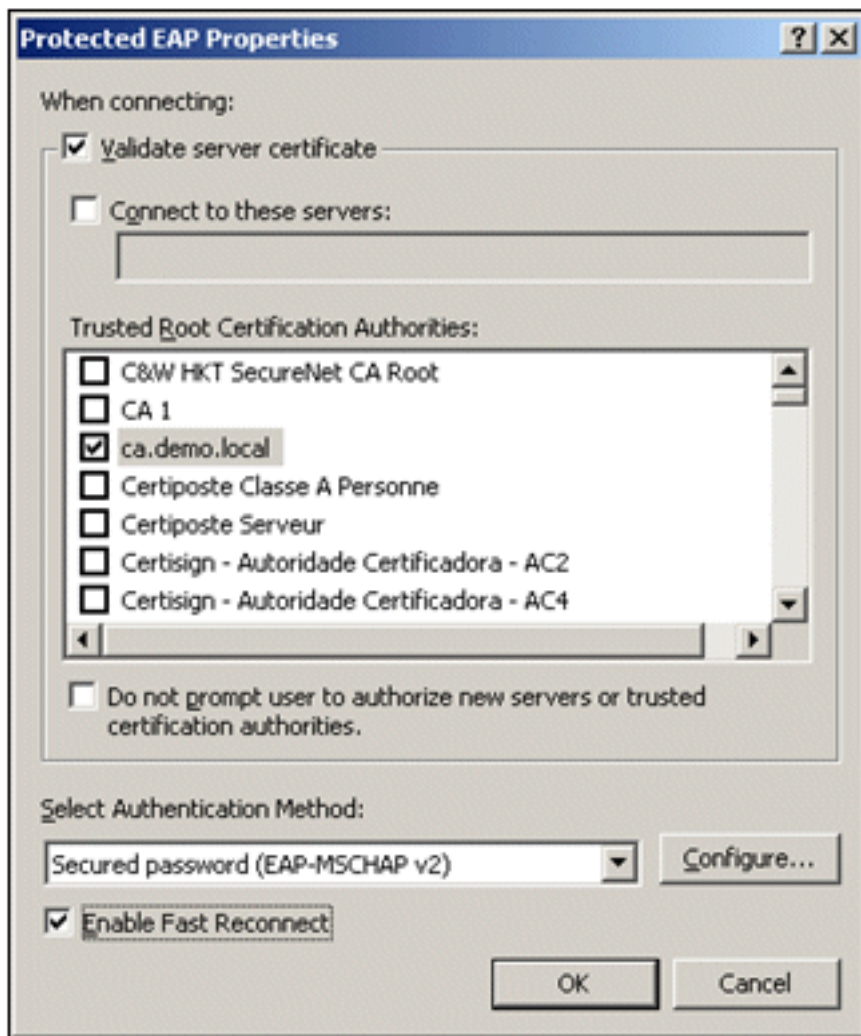 Protected EAP Properties
When connecting:
Validate server certificate
Connect to these servers:
Trusted Root Certification Authorities:
C&W HKT SecureNet CA Root
CA 1
ca.demo.local
Certiposte Classe A Personne
Certiposte Serveur
Certisign - Autoridade Certificadora - AC2
Certisign - Autoridade Certificadora - AC4
Do not prompt user to authorize new servers or trusted
certification authorities.
Select Authentication Method:
Secured password (EAP-MSCHAP v2)
Configure...
Enable Fast Reconnect
OK
Cancel